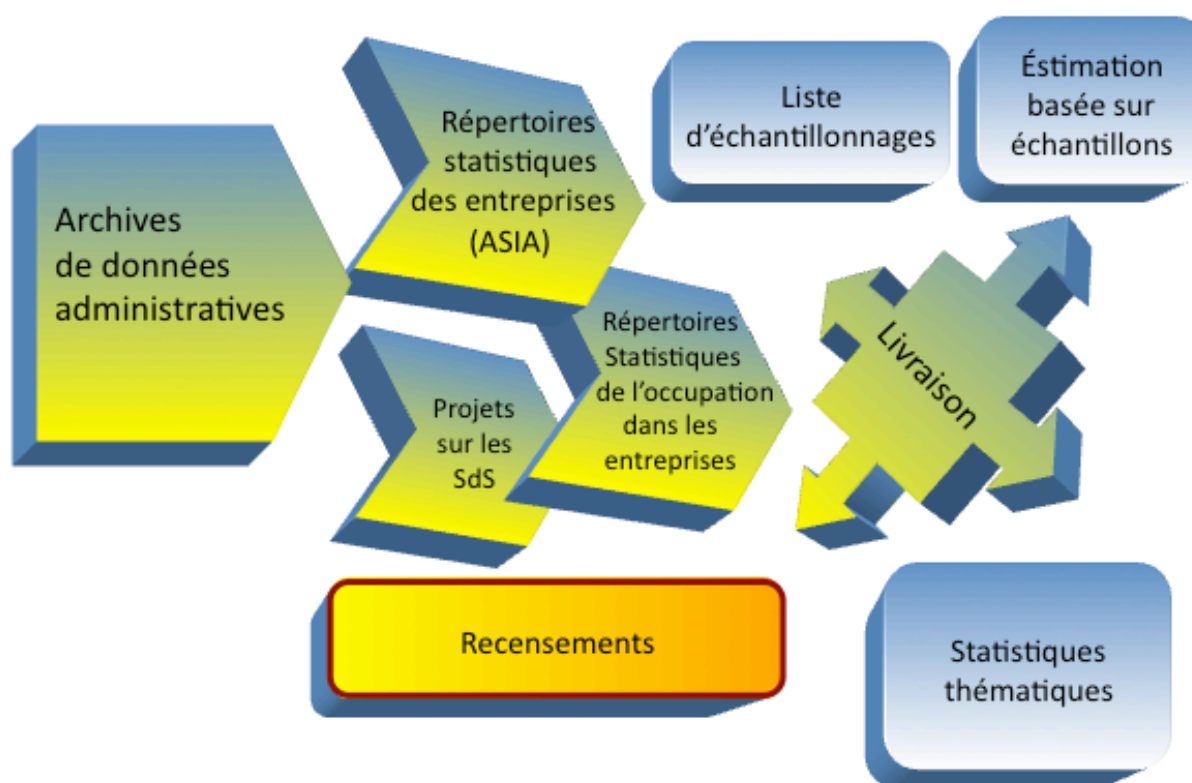 Archives
de données
administratives
Répertoires
statistiques
des entreprises
(ASIA)
Projets
sur les
SdS
Répertoires
Statistiques
de l'occupation
dans les
entreprises
Recensements
Liste
d'échantillonnages
Éstimation
basée sur
échantillons
Livraison
Statistiques
thématiques